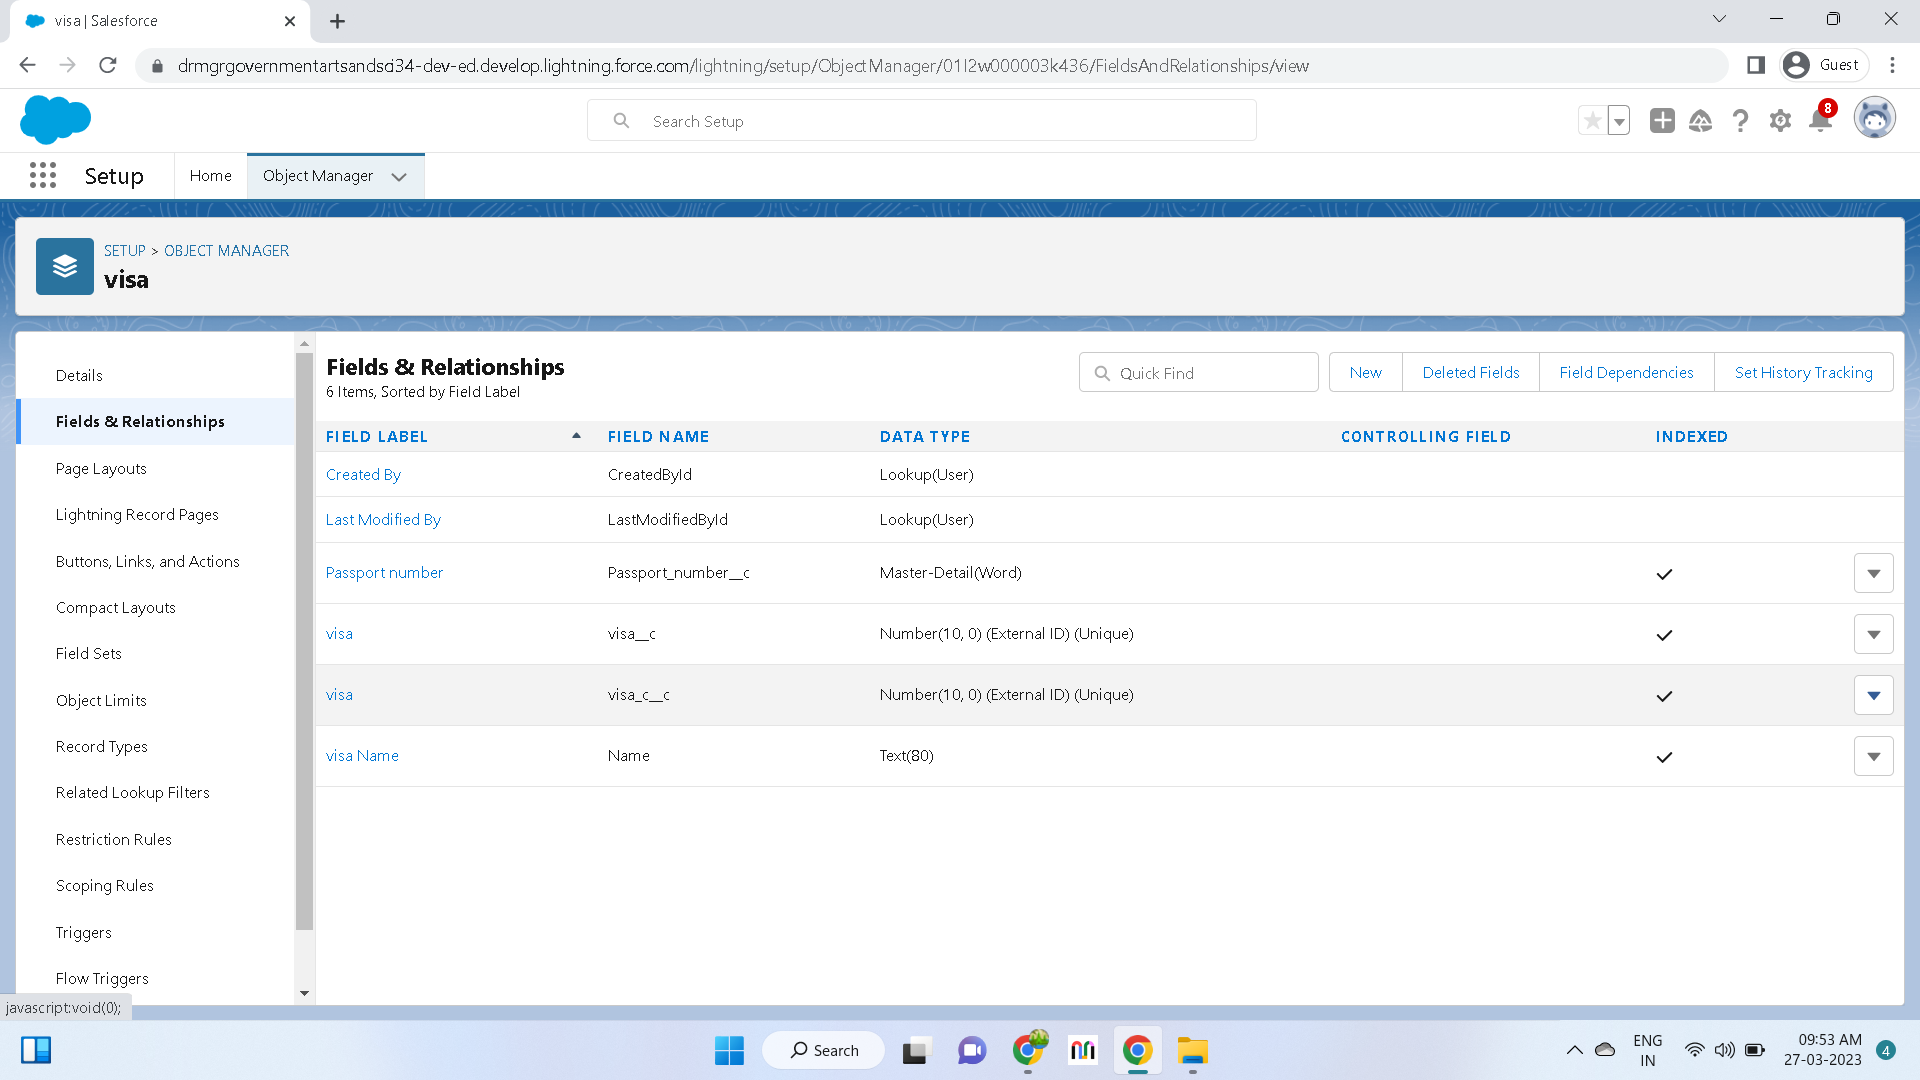 visa | Salesforce
drmgrgovernmentartsandsci34-dev-ed.develop.lightning.force.com/lightning/setup/ObjectManager/01I2w000003k436/FieldsAndRelationships/view
Guest
Search Setup
8
Setup
Home
Object Manager
SETUP > OBJECT MANAGER
visa
Details
Fields & Relationships
Page Layouts
Lightning Record Pages
Buttons, Links, and Actions
Compact Layouts
Field Sets
Object Limits
Record Types
Related Lookup Filters
Restriction Rules
Scoping Rules
Triggers
Flow Triggers
Fields & Relationships
6 Items, Sorted by Field Label
Quick Find
New
Deleted Fields
Field Dependencies
Set History Tracking
FIELD LABEL FIELD NAME DATA TYPE CONTROLLING FIELD INDEXED
Created By CreatedById Lookup(User)
Last Modified By LastModifiedById Lookup(User)
Passport number Passport_number__c Master-Detail(Word)
visa visa__c Number(10, 0) (External ID) (Unique)
visa visa_c__c Number(10, 0) (External ID) (Unique)
visa Name Name Text(80)
javascript:void(0);
Search
ENG
IN
09:53 AM
27-03-2023
4